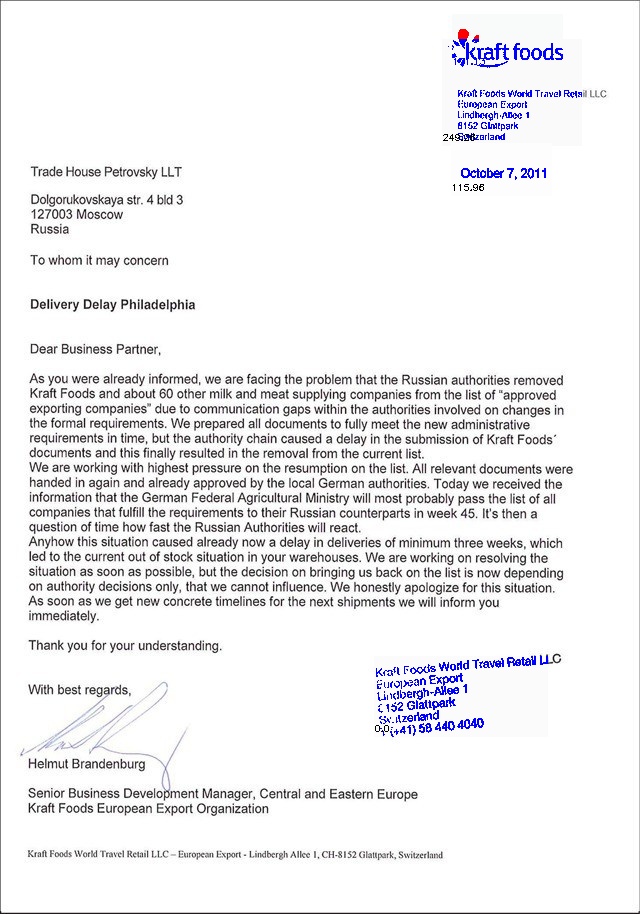 kraft foods
Kraft Foods World Travel Retail LLC
European Export
Lindbergh-Allee 1
8152 Glattpark
Switzerland
Trade House Petrovsky LLT
October 7, 2011
115.96
Dolgorukovskaya str. 4 bld 3
127003 Moscow
Russia
To whom it may concern
Delivery Delay Philadelphia
Dear Business Partner,
As you were already informed, we are facing the problem that the Russian authorities removed
Kraft Foods and about 60 other milk and meat supplying companies from the list of "approved
exporting companies" due to communication gaps within the authorities involved on changes in
the formal requirements. We prepared all documents to fully meet the new administrative
requirements in time, but the authority chain caused a delay in the submission of Kraft Foods´
documents and this finally resulted in the removal from the current list.
We are working with highest pressure on the resumption on the list. All relevant documents were
handed in again and already approved by the local German authorities. Today we received the
information that the German Federal Agricultural Ministry will most probably pass the list of all
companies that fulfill the requirements to their Russian counterparts in week 45. It's then a
question of time how fast the Russian Authorities will react.
Anyhow this situation caused already now a delay in deliveries of minimum three weeks, which
led to the current out of stock situation in your warehouses. We are working on resolving the
situation as soon as possible, but the decision on bringing us back on the list is now depending
on authority decisions only, that we cannot influence. We honestly apologize for this situation.
As soon as we get new concrete timelines for the next shipments we will inform you
immediately.
Thank you for your understanding.
With best regards,
Kraft Foods World Travel Retail LLC
European Export
Lindbergh-Allee 1
8152 Glattpark
Switzerland
(+41) 58 440 4040
Helmut Brandenburg
Senior Business Development Manager, Central and Eastern Europe
Kraft Foods European Export Organization
Kraft Foods World Travel Retail LLC – European Export - Lindbergh Allee 1, CH-8152 Glattpark, Switzerland